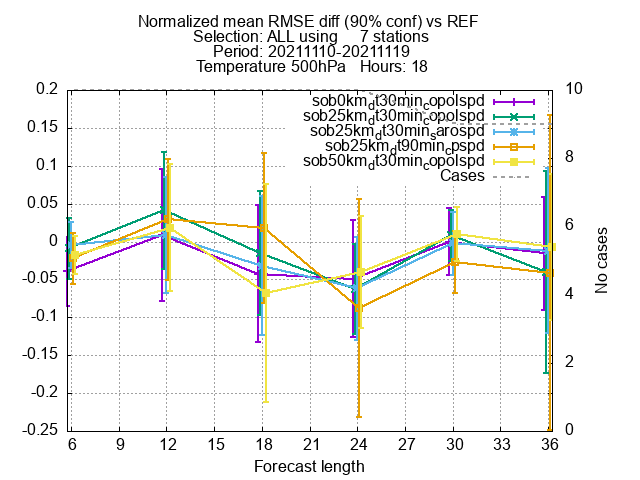 Normalized mean RMSE diff (90% conf) vs REF
Selection: ALL using 7 stations
Period: 20211110-20211119
Temperature 500hPa Hours: 18
sob0km_dt30min_copolspd
sob25km_dt30min_copolspd
sob25km_dt30min_sarospd
sob25km_dt90min_cpspd
sob50km_dt30min_copolspd
Cases
0.2
0.15
0.1
0.05
0
-0.05
-0.1
-0.15
-0.2
-0.25
10
8
6
4
2
0
No cases
6 9 12 15 18 21 24 27 30 33 36
Forecast length